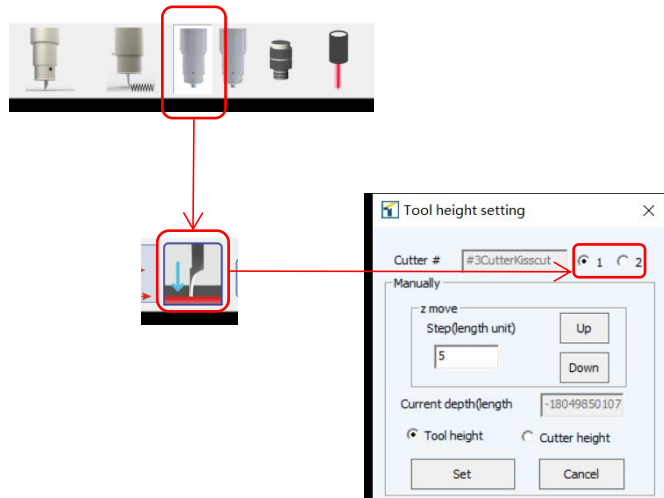 Tool height setting
Cutter # #3CutterKisscut 1 2
Manually
z move
Step(length unit) Up
5
Down
Current depth(length -18049850107
Tool height Cutter height
Set Cancel